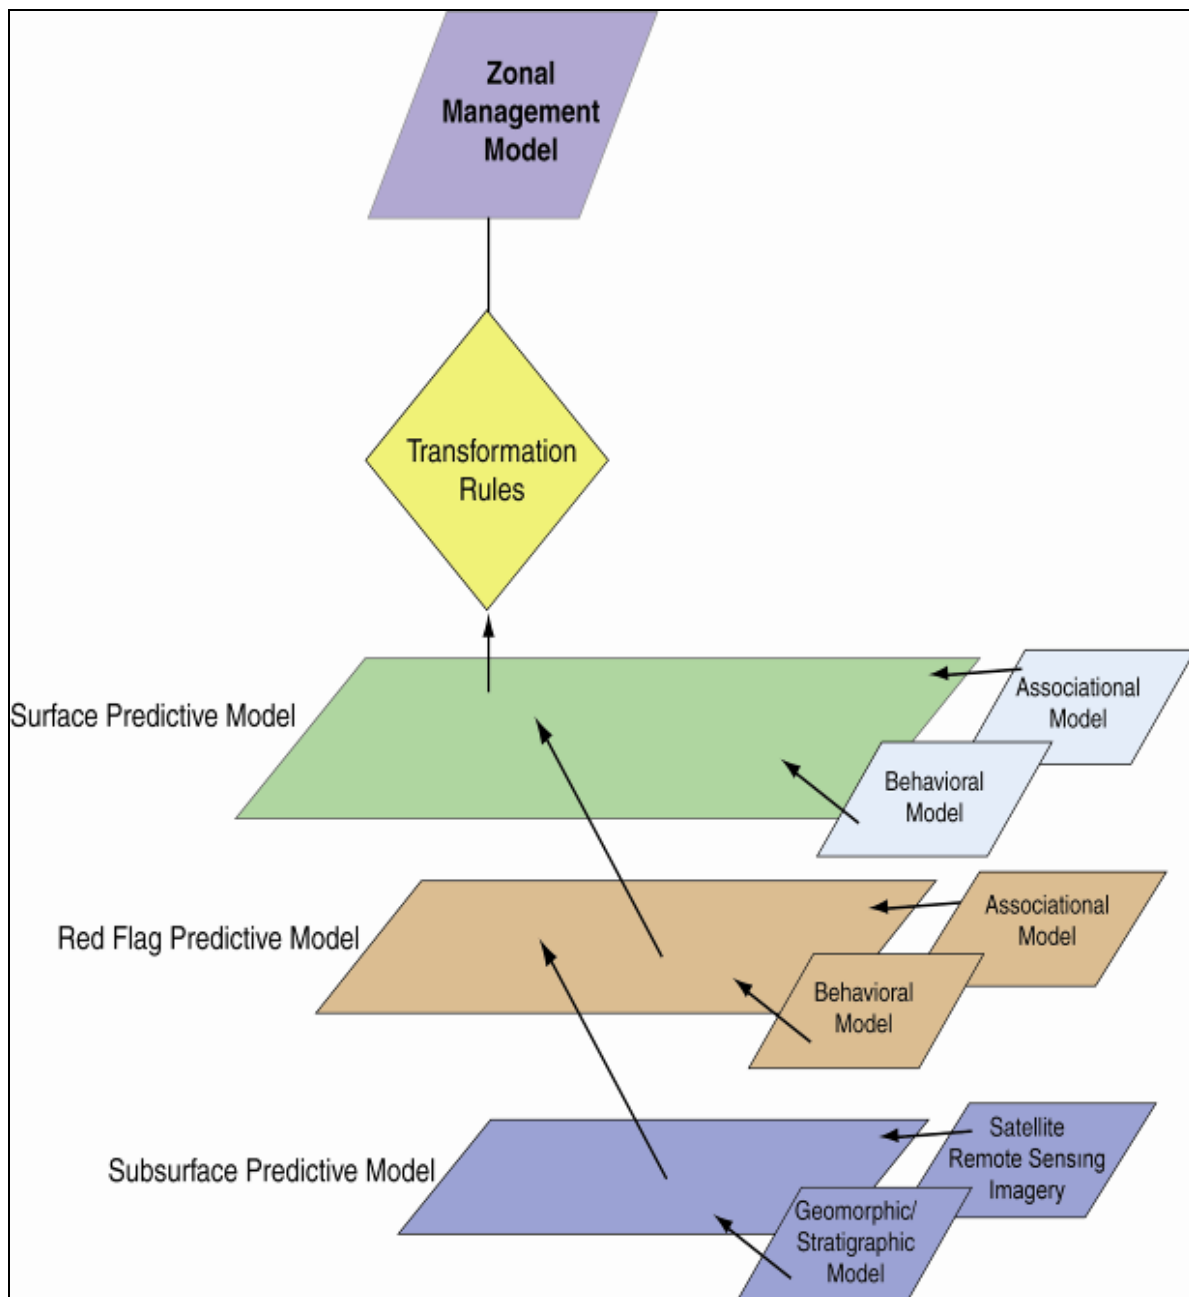 Zonal
Management
Model
Transformation
Rules
Surface Predictive Model
Associational
Model
Behavioral
Model
Red Flag Predictive Model
Associational
Model
Behavioral
Model
Subsurface Predictive Model
Satellite
Remote Sensing
Imagery
Geomorphic/
Stratigraphic
Model